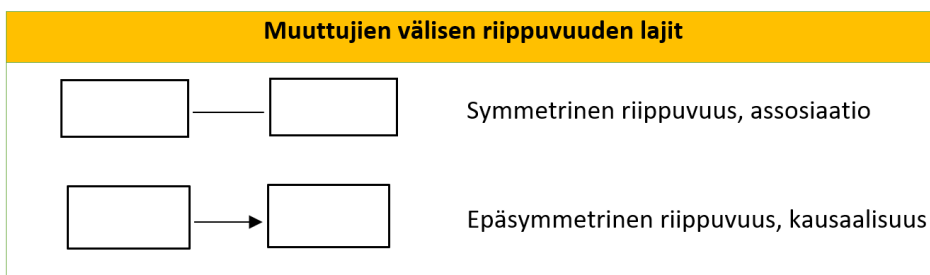 Muuttujien välisen riippuvuuden lajit
Symmetrinen riippuvuus, assosiaatio
Epäsymmetrinen riippuvuus, kausaalisuus